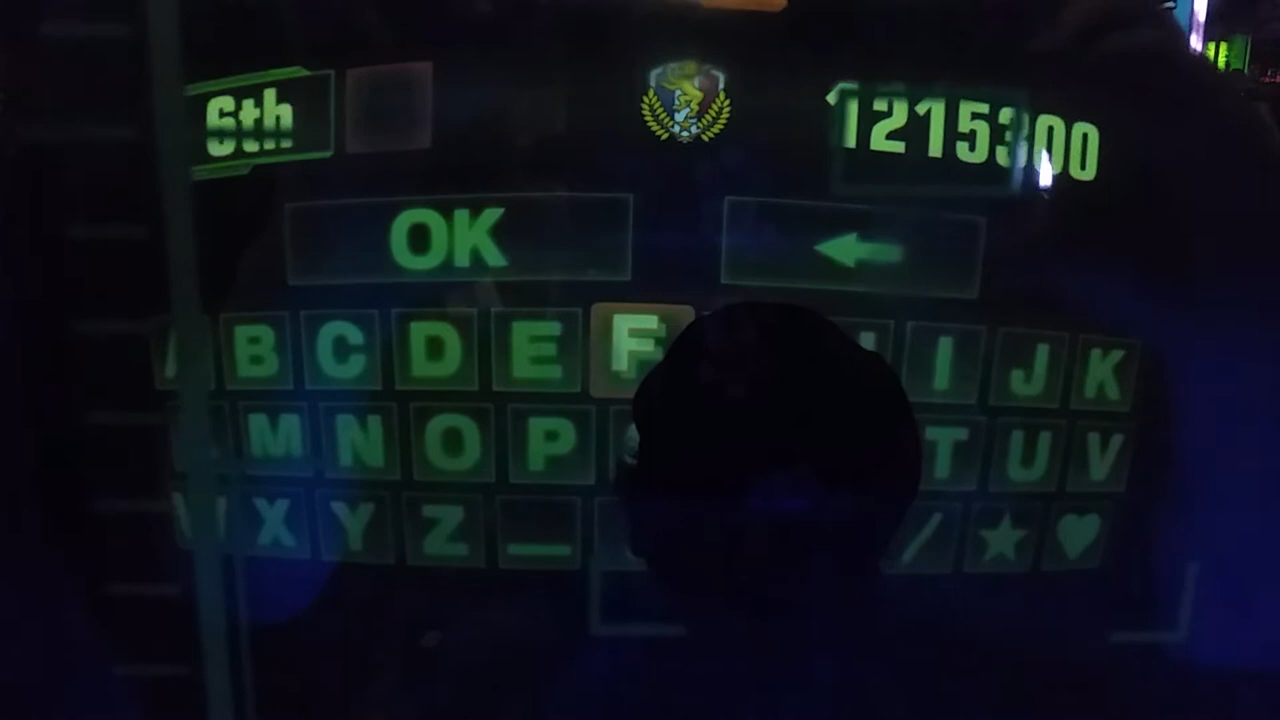 6th 1215300
OK ←
B C D E F I J K
M N O P T U V
X Y Z _ / ★ ♥